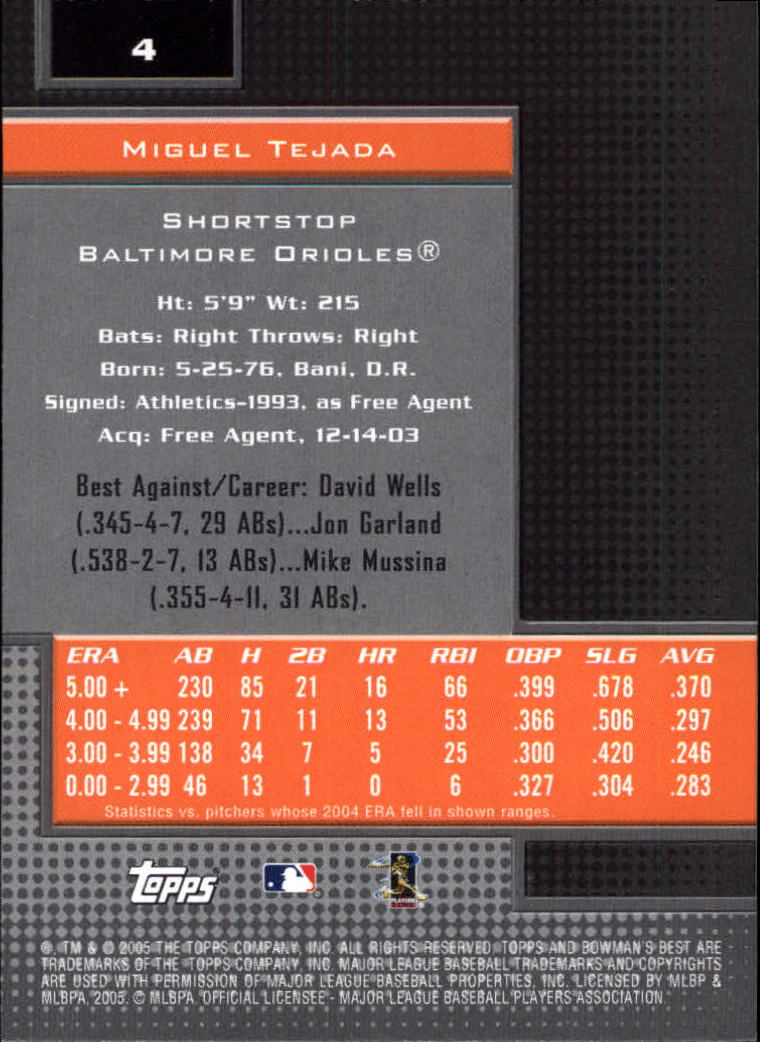 4
MIGUEL TEJADA
SHORTSTOP
BALTIMORE ORIOLES®
Ht: 5'9" Wt: 215
Bats: Right Throws: Right
Born: 5-25-76, Bani, D.R.
Signed: Athletics-1993, as Free Agent
Acq: Free Agent, 12-14-03
Best Against/Career: David Wells
(.345-4-7, 29 ABs)...Jon Garland
(.538-2-7, 13 ABs)...Mike Mussina
(.355-4-11, 31 ABs).
ERA AB H 2B HR RBI OBP SLG AVG
5.00 + 230 85 21 16 66 .399 .678 .370
4.00 - 4.99 239 71 11 13 53 .366 .506 .297
3.00 - 3.99 138 34 7 5 25 .300 .420 .246
0.00 - 2.99 46 13 1 0 6 .327 .304 .283
Statistics vs. pitchers whose 2004 ERA fell in shown ranges.
Topps
PLAYERS
®, TM & © 2005 THE TOPPS COMPANY, INC. ALL RIGHTS RESERVED. TOPPS AND BOWMAN'S BEST ARE
TRADEMARKS OF THE TOPPS COMPANY, INC. MAJOR LEAGUE BASEBALL TRADEMARKS AND COPYRIGHTS
ARE USED WITH PERMISSION OF MAJOR LEAGUE BASEBALL PROPERTIES, INC. LICENSED BY MLBP &
MLBPA, 2005. © MLBPA. OFFICIAL LICENSEE - MAJOR LEAGUE BASEBALL PLAYERS ASSOCIATION.